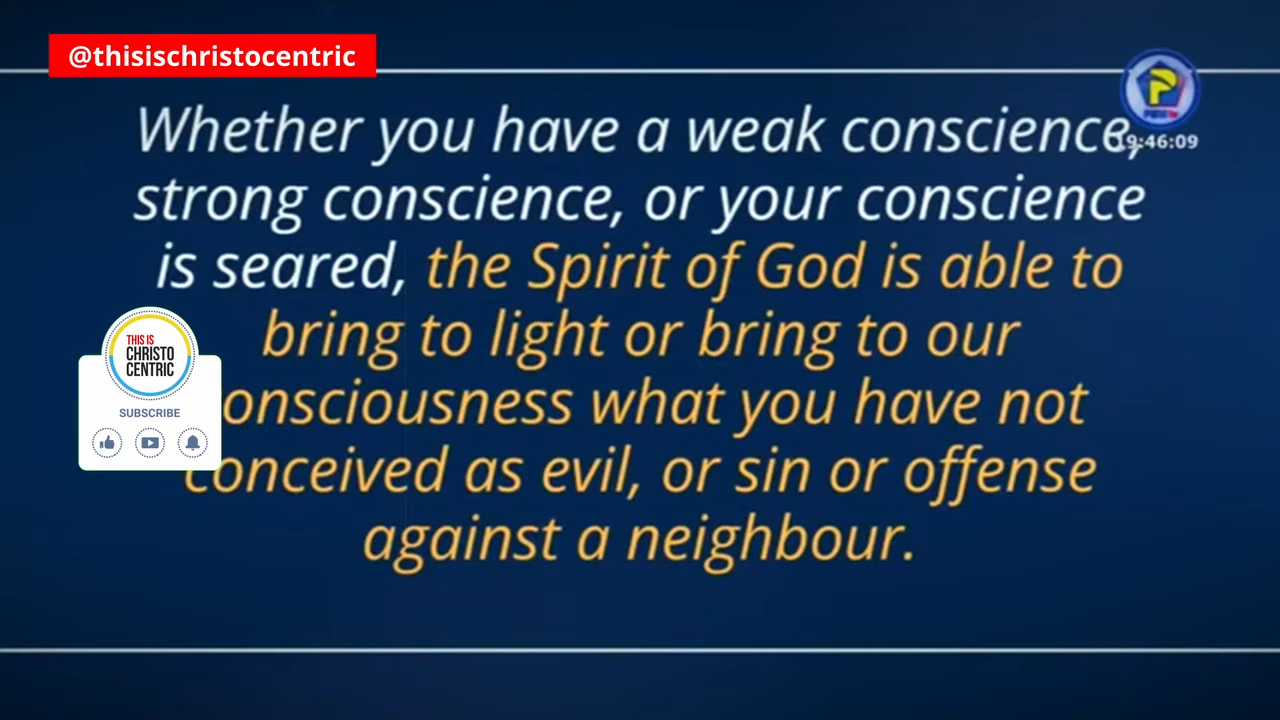 @thisischristocentric
Whether you have a weak conscience,
19:46:09
strong conscience, or your conscience
is seared, the Spirit of God is able to
bring to light or bring to our
THIS IS
CHRISTO
CENTRIC
SUBSCRIBE
onsciousness what you have not
conceived as evil, or sin or offense
against a neighbour.